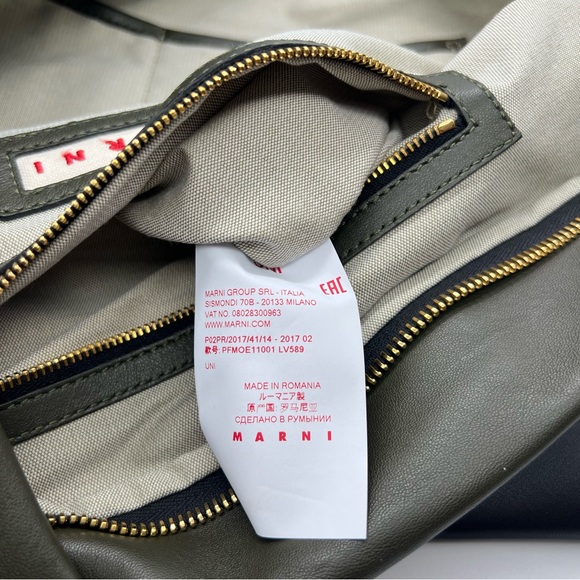 RNI
MARNI GROUP SRL - ITALIA
SISMONDI 70B - 20133 MILANO
VAT NO. 08028300963
WWW.MARNI.COM
EAC
P02PR/2017/41/14 - 2017 02
款号: PFMOE11001 LV589
UNI
MADE IN ROMANIA
ルーマニア製
原产国: 罗马尼亚
СДЕЛАНО В РУМЫНИИ
MARNI